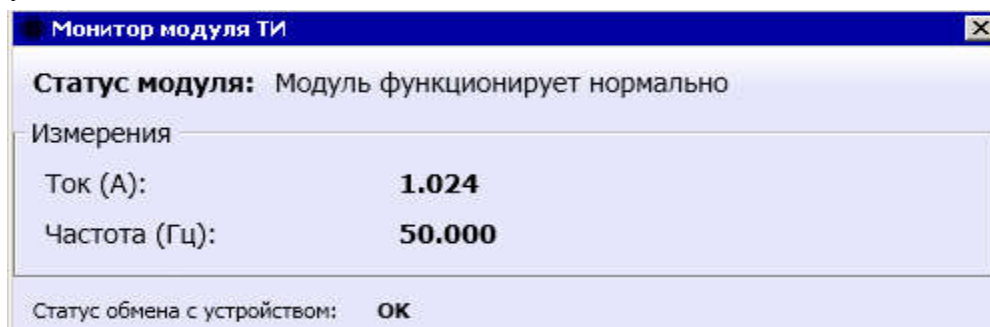 Монитор модуля ТИ
Статус модуля: Модуль функционирует нормально
Измерения
Ток (А): 1.024
Частота (Гц): 50.000
Статус обмена с устройством: ОК